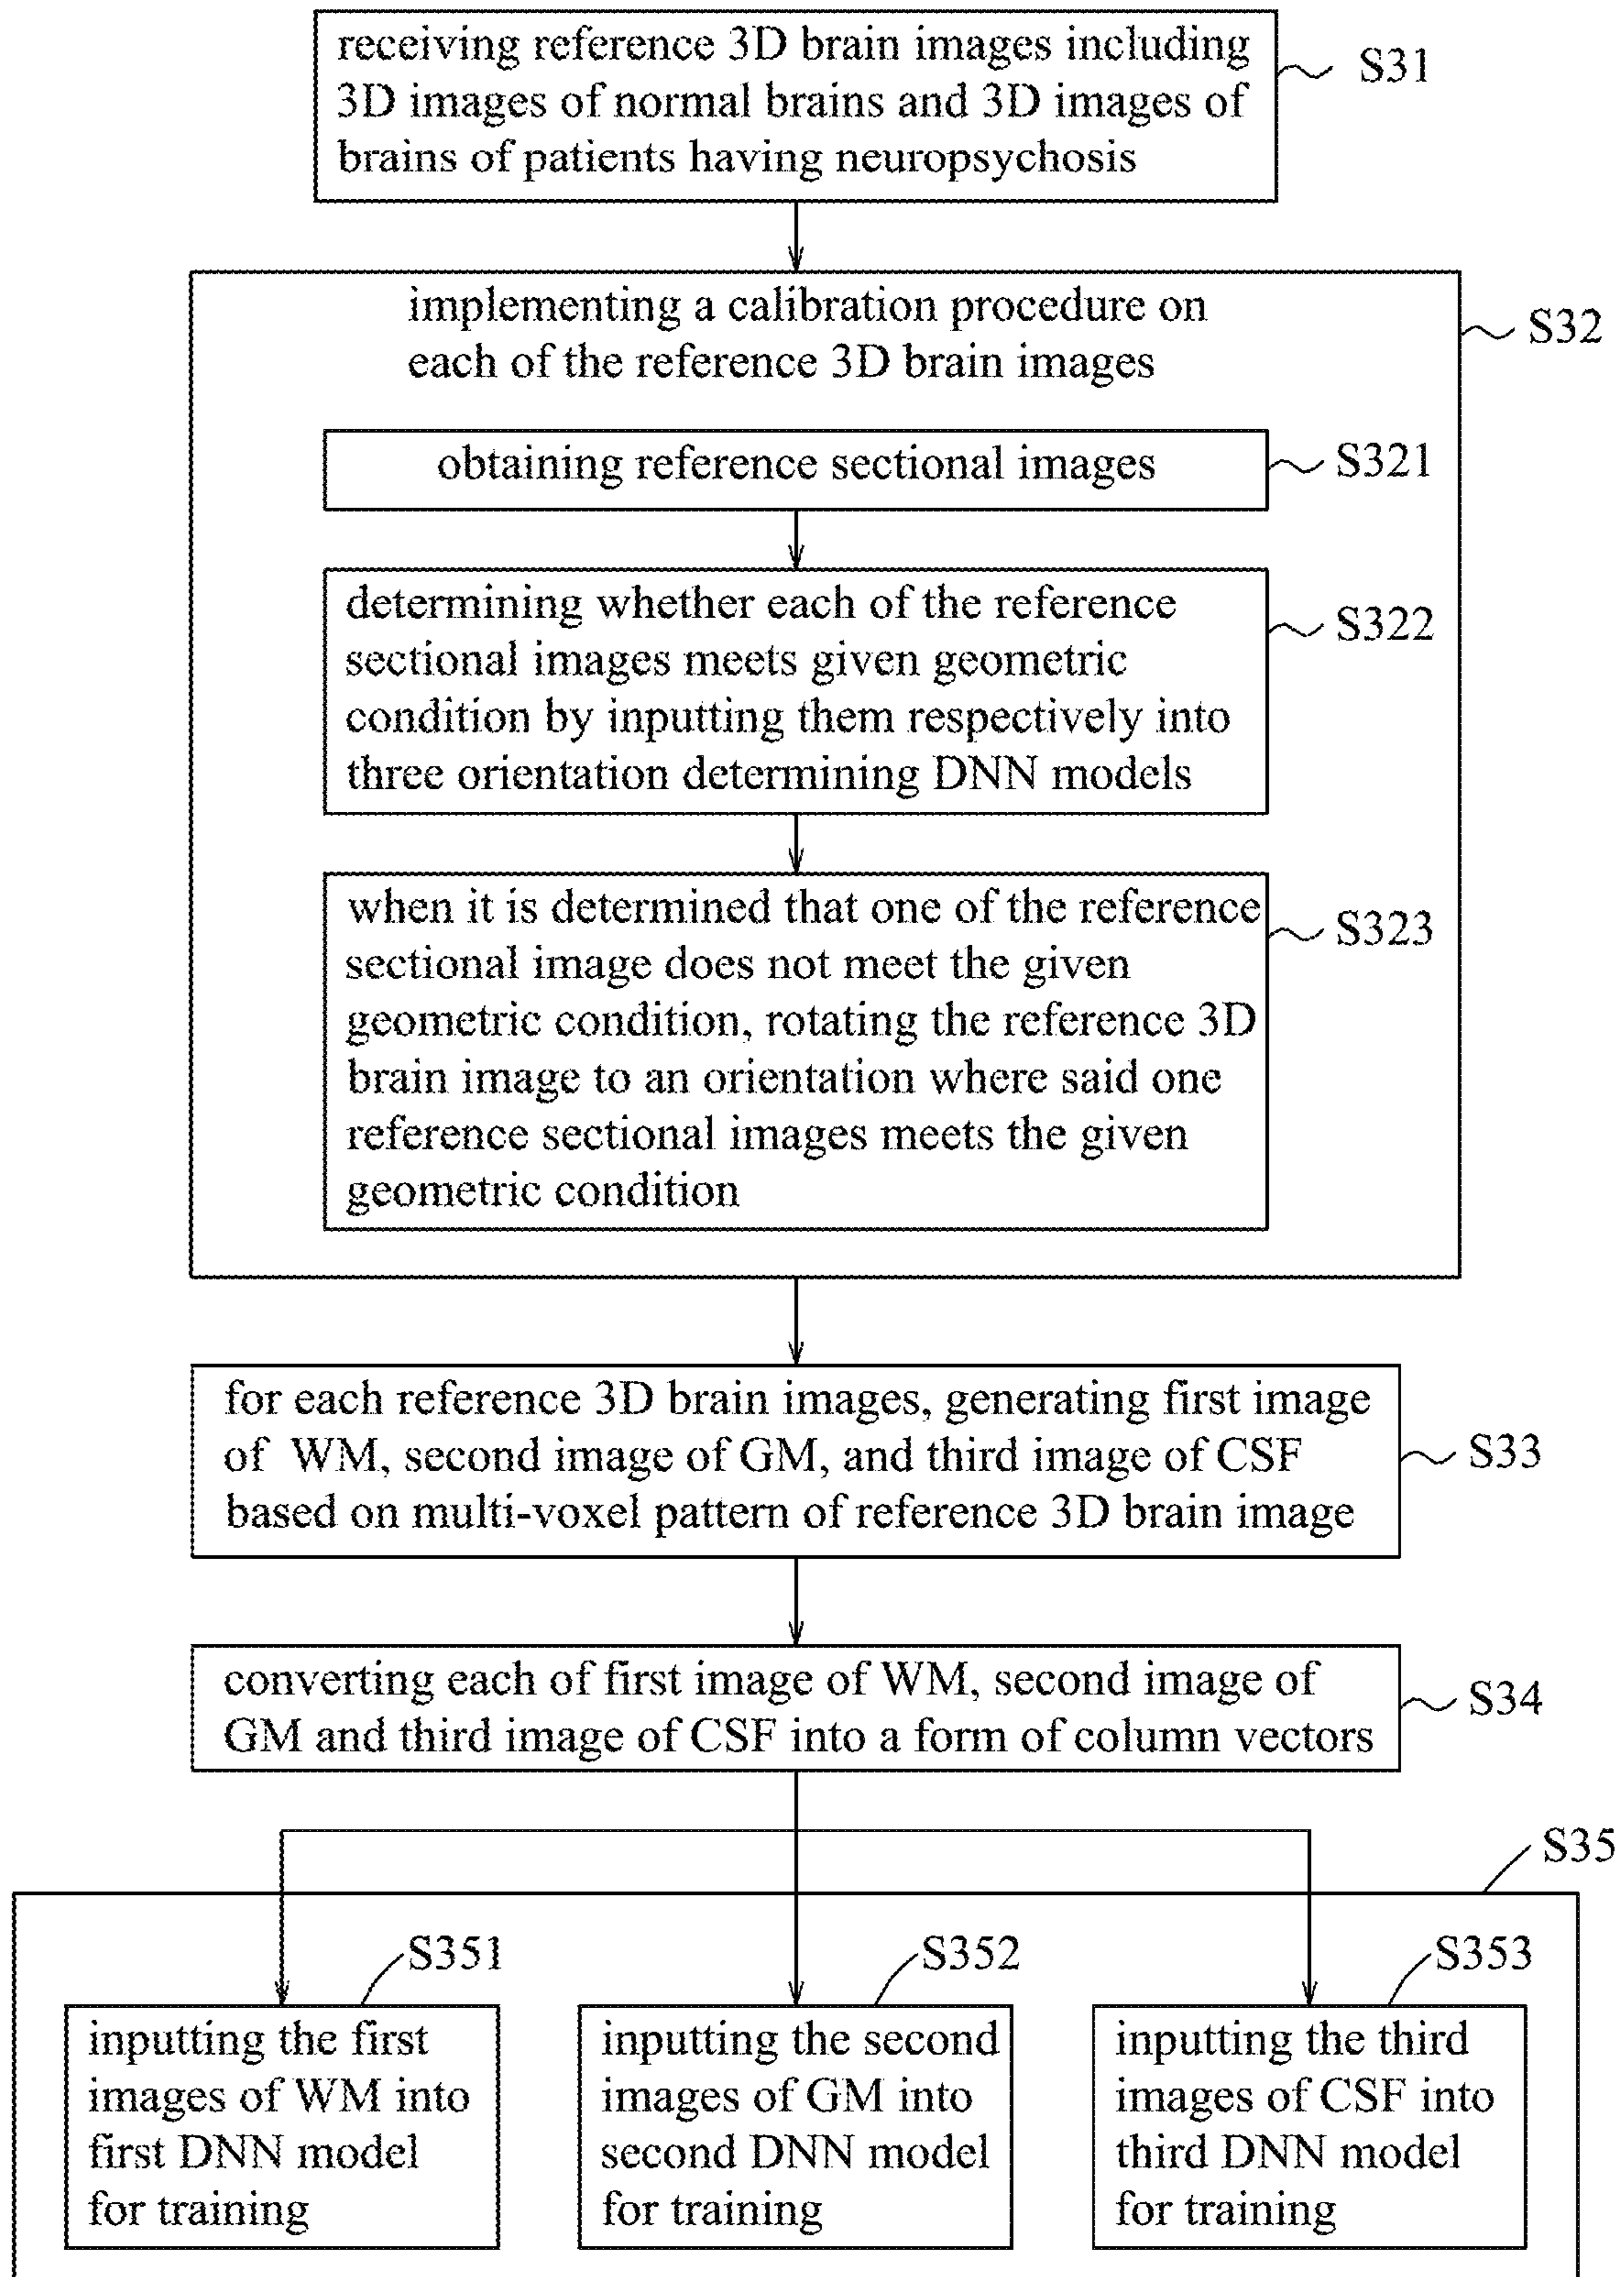 receiving reference 3D brain images including
3D images of normal brains and 3D images of
brains of patients having neuropsychosis
S31
implementing a calibration procedure on
each of the reference 3D brain images
S32
obtaining reference sectional images
S321
determining whether each of the reference
sectional images meets given geometric
condition by inputting them respectively into
three orientation determining DNN models
S322
when it is determined that one of the reference
sectional image does not meet the given
geometric condition, rotating the reference 3D
brain image to an orientation where said one
reference sectional images meets the given
geometric condition
S323
for each reference 3D brain images, generating first image
of WM, second image of GM, and third image of CSF
based on multi-voxel pattern of reference 3D brain image
S33
converting each of first image of WM, second image of
GM and third image of CSF into a form of column vectors
S34
S35
S351
inputting the first
images of WM into
first DNN model
for training
S352
inputting the second
images of GM into
second DNN model
for training
S353
inputting the third
images of CSF into
third DNN model
for training